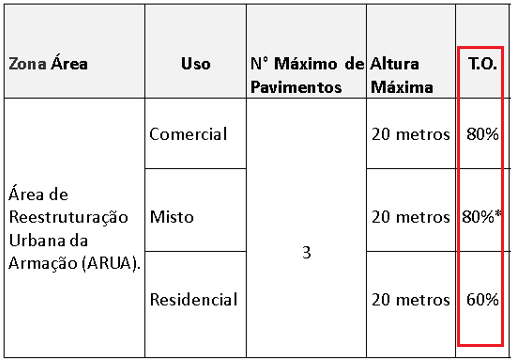 Zona Área
Uso
N° Máximo de
Pavimentos
Altura
Máxima
T.O.
Área de
Reestruturação
Urbana da
Armação (ARUA).
Comercial
3
20 metros
80%
Misto
20 metros
80%*
Residencial
20 metros
60%